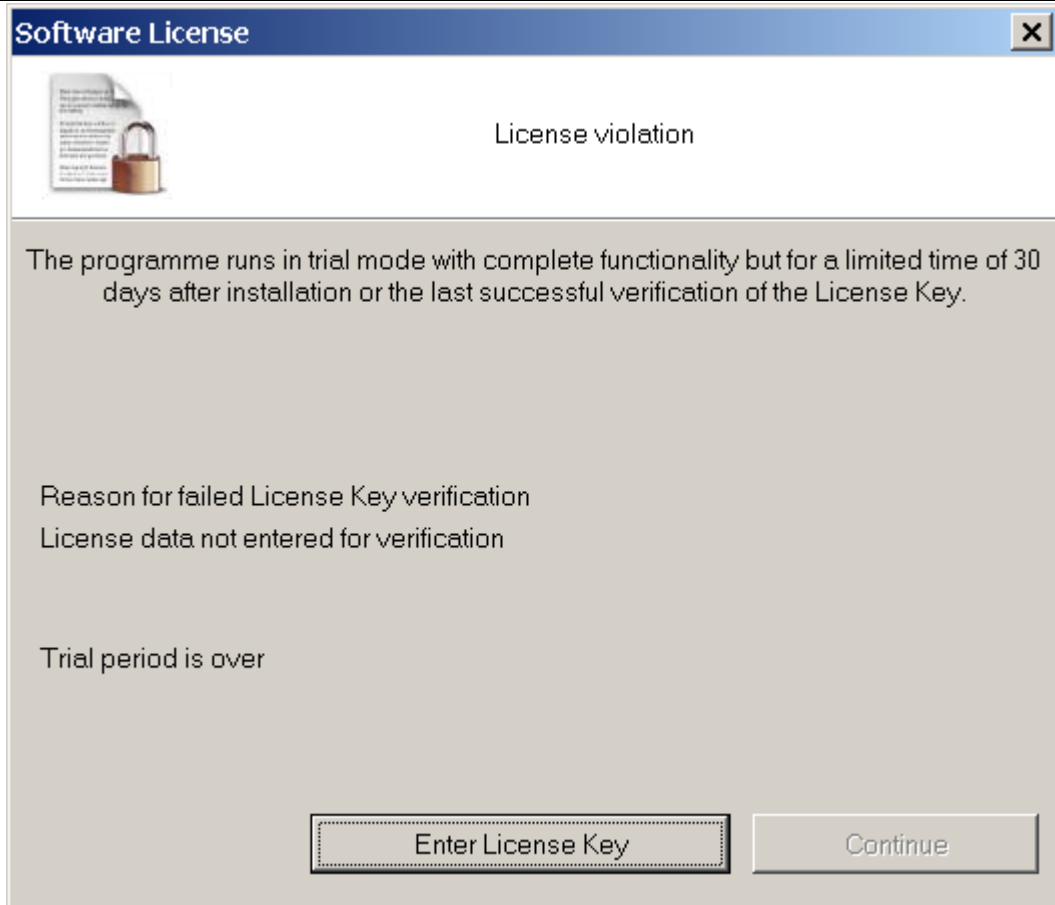 Software License
License violation
The programme runs in trial mode with complete functionality but for a limited time of 30
days after installation or the last successful verification of the License Key.
Reason for failed License Key verification
License data not entered for verification
Trial period is over
Enter License Key
Continue